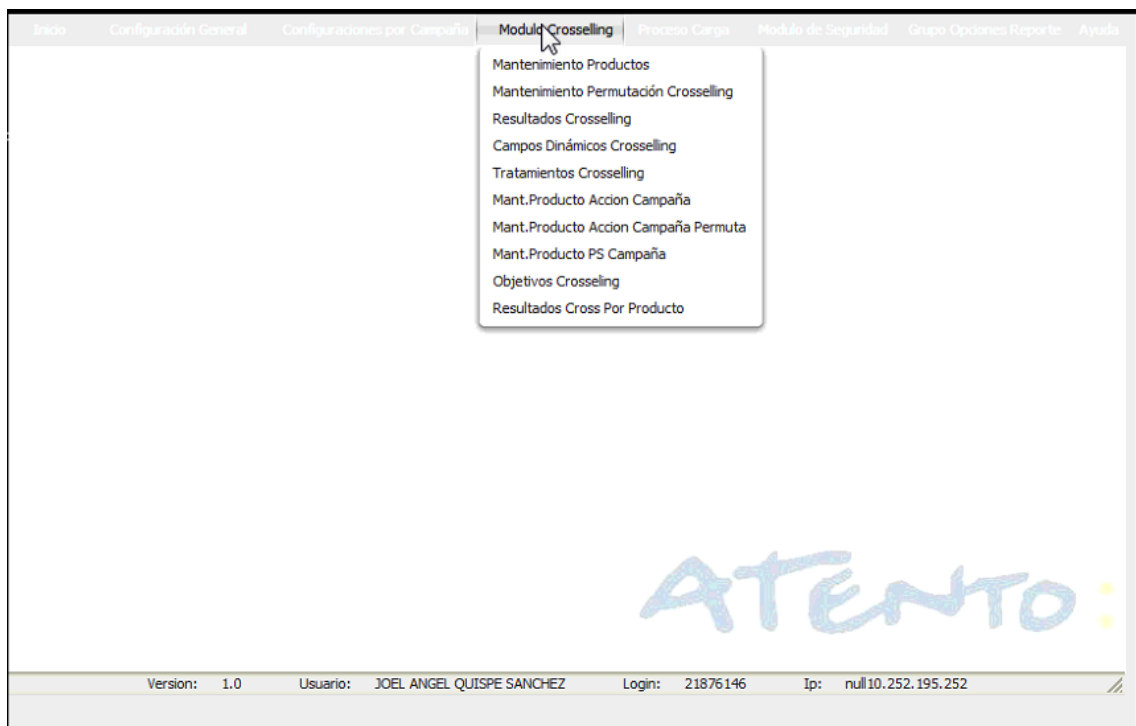 Inicio Configuración General Configuraciones por Campaña Modulo Crosselling Proceso Carga Modulo de Seguridad Grupo Opciones Reporte Ayuda
Mantenimiento Productos
Mantenimiento Permutación Crosselling
Resultados Crosselling
Campos Dinámicos Crosselling
Tratamientos Crosselling
Mant.Producto Accion Campaña
Mant.Producto Accion Campaña Permuta
Mant.Producto PS Campaña
Objetivos Crosseling
Resultados Cross Por Producto
ATENTO:
Version: 1.0 Usuario: JOEL ANGEL QUISPE SANCHEZ Login: 21876146 Ip: null10.252.195.252